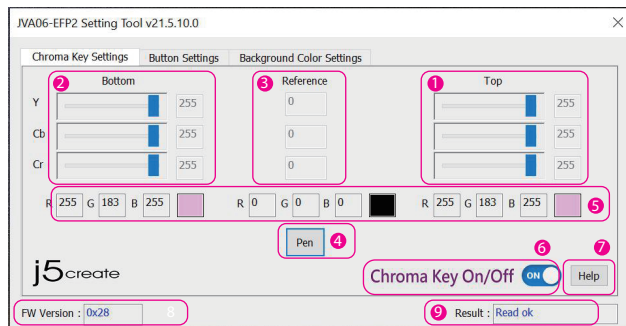 JVA06-EFP2 Setting Tool v21.5.10.0
Chroma Key Settings Button Settings Background Color Settings
2 Bottom 3 Reference 1 Top
Y 255 0 255
Cb 255 0 255
Cr 255 0 255
R 255 G 183 B 255 R 0 G 0 B 0 R 255 G 183 B 255 5
Pen 4
6 7
j5create Chroma Key On/Off ON Help
FW Version : 0x28 8 9 Result : Read ok